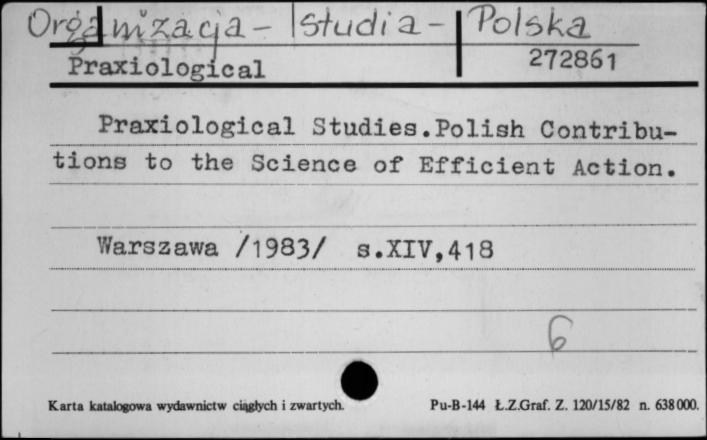 Organizacja - studia - Polska
Praxiological 272861
Praxiological Studies.Polish Contribu-
tions to the Science of Efficient Action.
Warszawa /1983/ s.XIV,418
6
Karta katalogowa wydawnictw ciągłych i zwartych. Pu-B-144 Ł.Z.Graf. Z. 120/15/82 n. 638000.